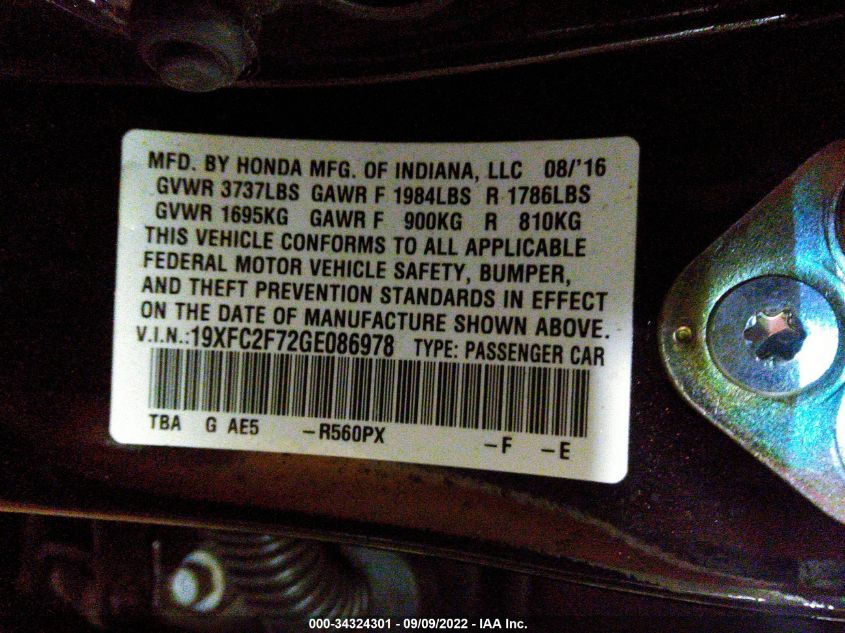 MFD. BY HONDA MFG. OF INDIANA, LLC 08/'16
GVWR 3737LBS GAWR F 1984LBS R 1786LBS
GVWR 1695KG GAWR F 900KG R 810KG
THIS VEHICLE CONFORMS TO ALL APPLICABLE
FEDERAL MOTOR VEHICLE SAFETY, BUMPER,
AND THEFT PREVENTION STANDARDS IN EFFECT
ON THE DATE OF MANUFACTURE SHOWN ABOVE.
V.I.N.:19XFC2F72GE086978 TYPE: PASSENGER CAR
TBA G AE5 -R560PX -F -E
000-34324301 - 09/09/2022 - IAA Inc.